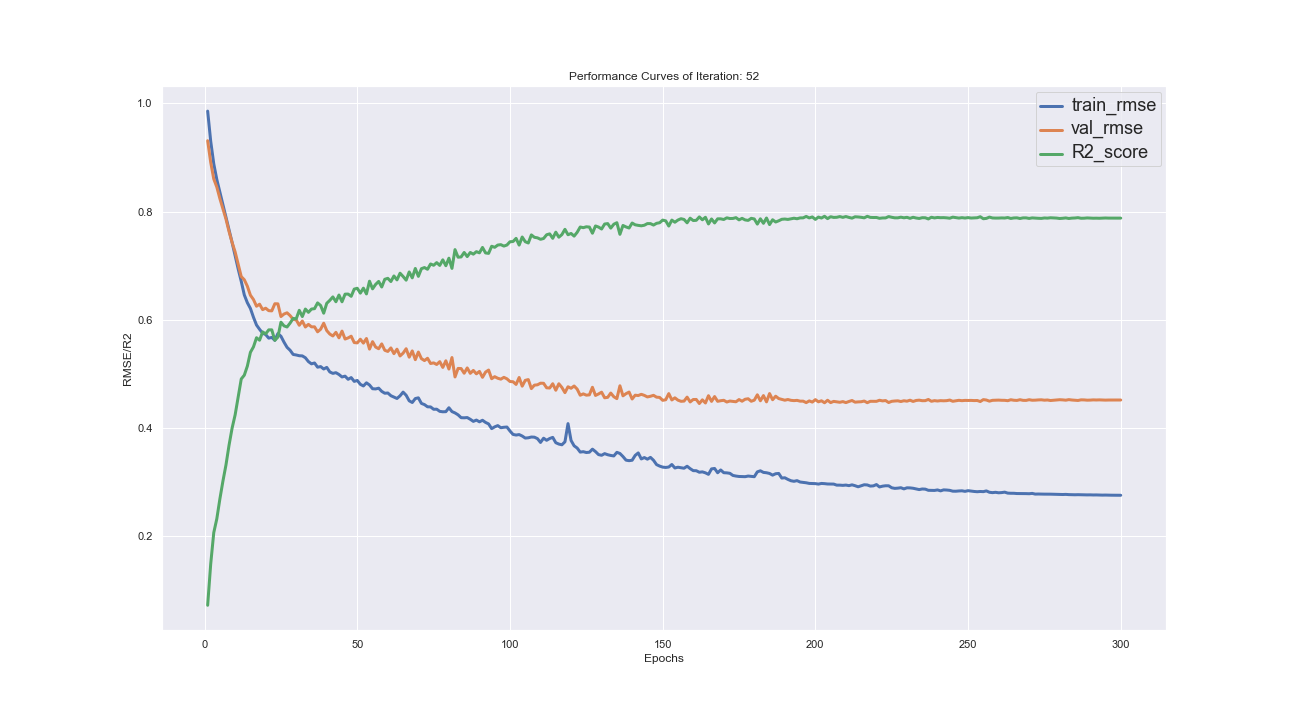 Performance Curves of Iteration: 52
train_rmse
val_rmse
R2_score
RMSE/R2
1.0
0.8
0.6
0.4
0.2
0
50
100
150
200
250
300
Epochs